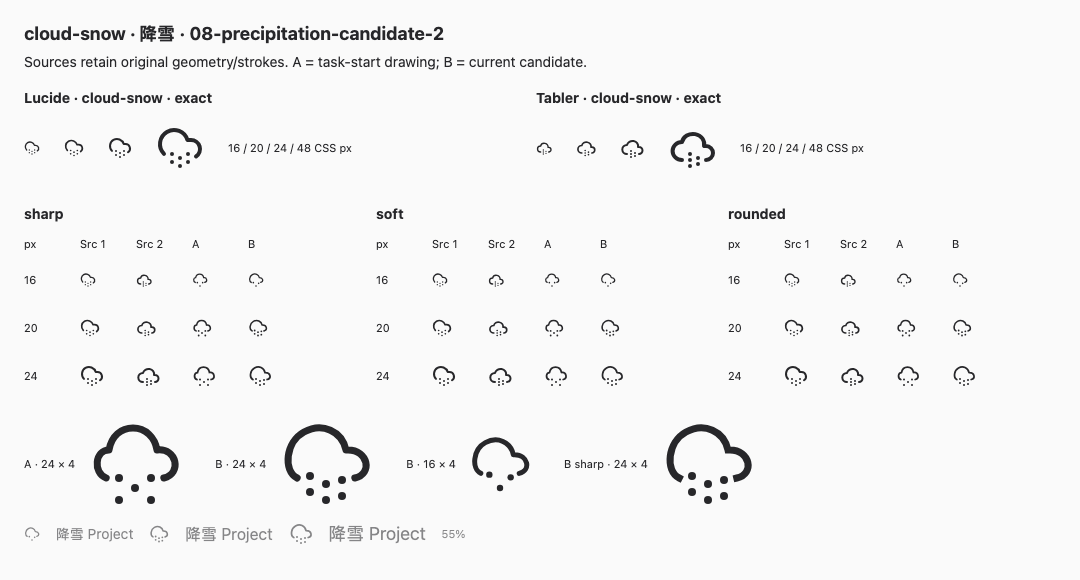 cloud-snow · 降雪 · 08-precipitation-candidate-2
Sources retain original geometry/strokes. A = task-start drawing; B = current candidate.
Lucide · cloud-snow · exact
Tabler · cloud-snow · exact
16 / 20 / 24 / 48 CSS px
16 / 20 / 24 / 48 CSS px
sharp
soft
rounded
px Src 1 Src 2 A B
px Src 1 Src 2 A B
px Src 1 Src 2 A B
16
16
16
20
20
20
24
24
24
A · 24 × 4
B · 24 × 4
B · 16 × 4
B sharp · 24 × 4
降雪 Project
降雪 Project
降雪 Project
55%